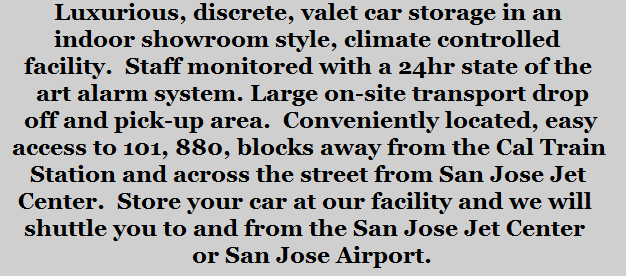 Luxurious, discrete, valet car storage in an
indoor showroom style, climate controlled
facility.  Staff monitored with a 24hr state of the
art alarm system. Large on-site transport drop
off and pick-up area.  Conveniently located, easy
access to 101, 880, blocks away from the Cal Train
Station and across the street from San Jose Jet
Center.  Store your car at our facility and we will
shuttle you to and from the San Jose Jet Center
or San Jose Airport.